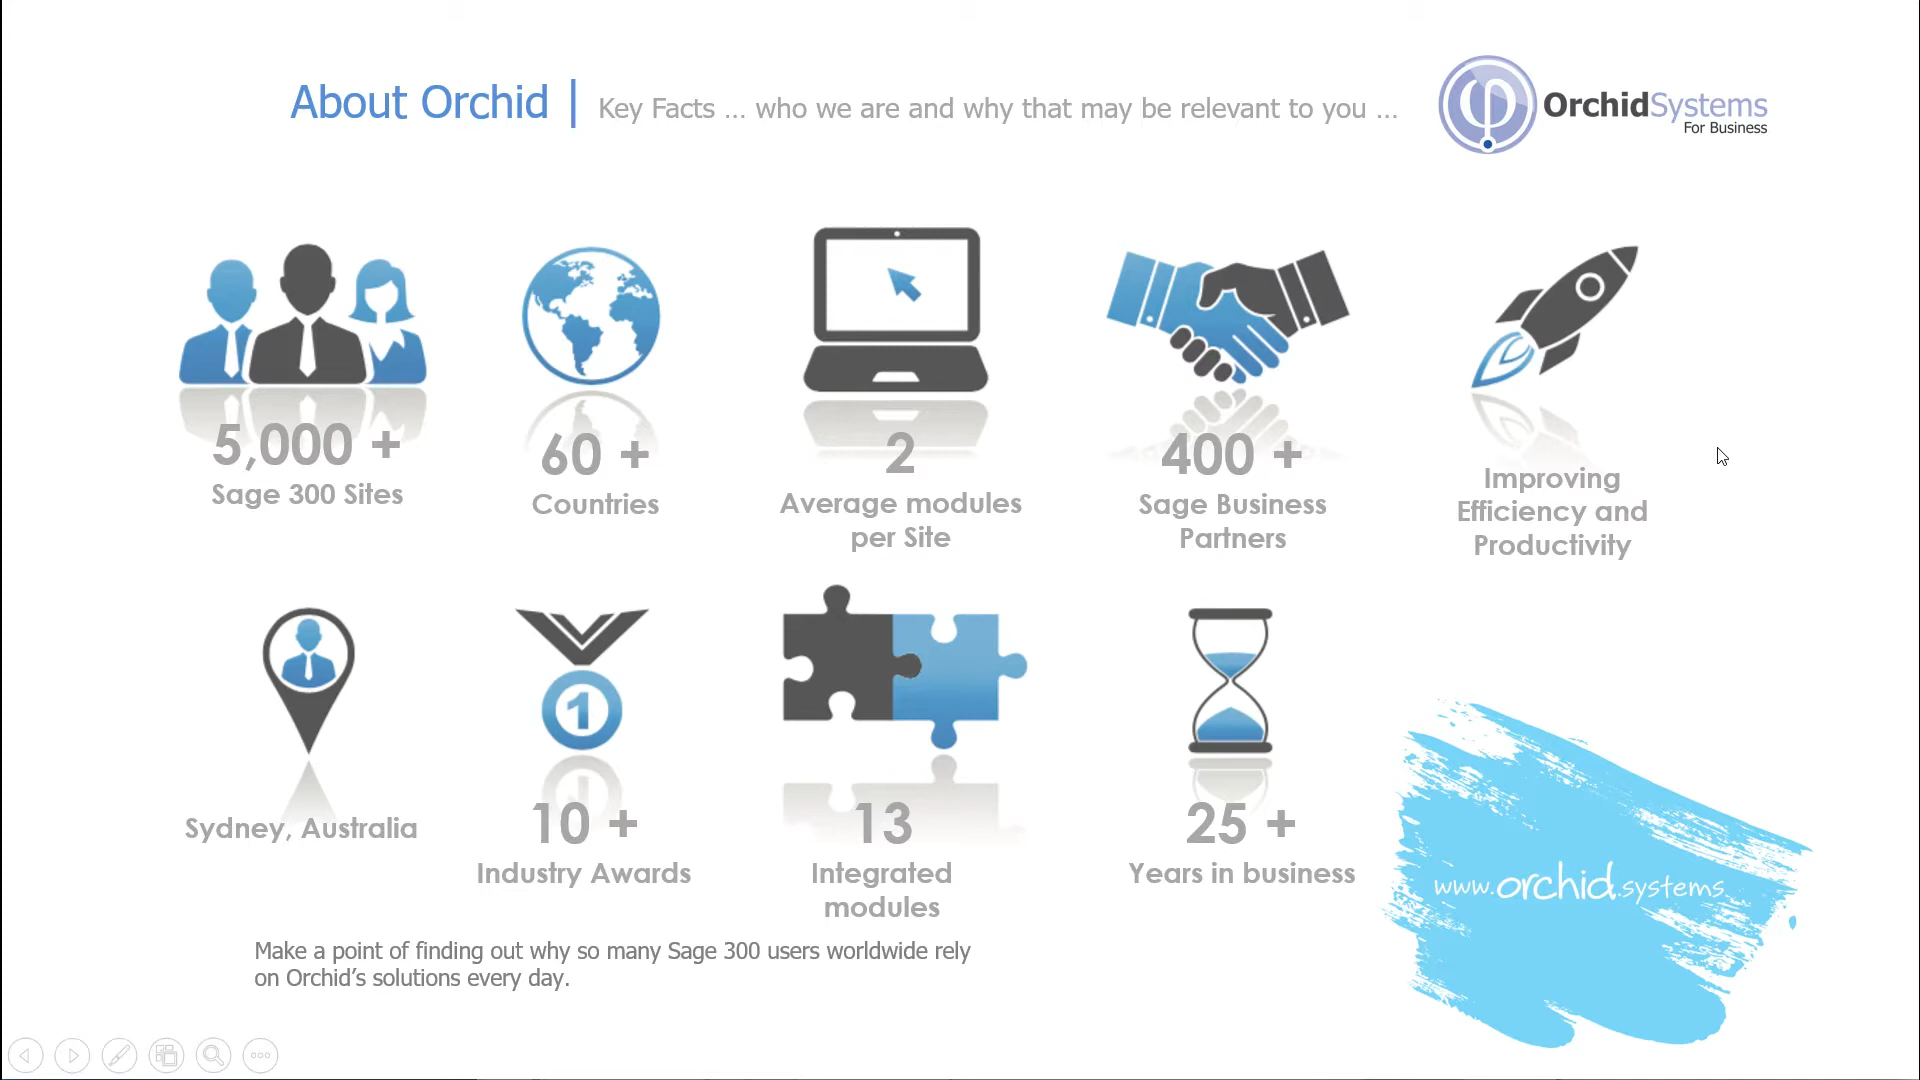 About Orchid | Key Facts ... who we are and why that may be relevant to you ...
OrchidSystems
For Business
5,000 +
Sage 300 Sites
60 +
Countries
2
Average modules
per Site
400 +
Sage Business
Partners
Improving
Efficiency and
Productivity
Sydney, Australia
1
10 +
Industry Awards
13
Integrated
modules
25 +
Years in business
www.orchid.systems
Make a point of finding out why so many Sage 300 users worldwide rely
on Orchid’s solutions every day.